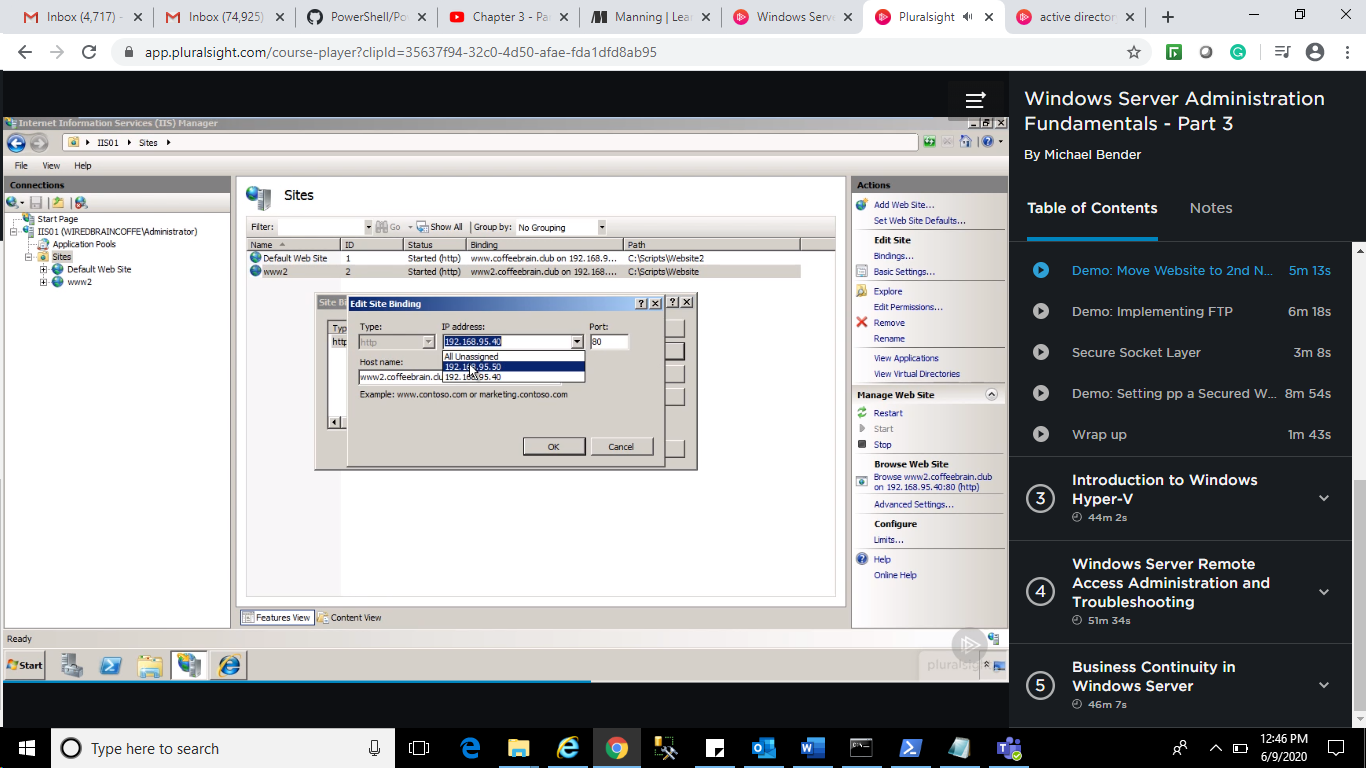 Inbox (4,717) -
Inbox (74,925)
PowerShell/Po
Chapter 3 - Pa
Manning | Lea
Windows Serv
Pluralsight
active director
app.pluralsight.com/course-player?clipId=35637f94-32c0-4d50-afae-fda1dfd8ab95
Internet Information Services (IIS) Manager
IIS01
Sites
File View Help
Connections
Start Page
IIS01 (WIREDBRAINCOFFE\Administrator)
Application Pools
Sites
Default Web Site
www2
Sites
Filter: Go Show All Group by: No Grouping
Name ID Status Binding Path
Default Web Site 1 Started (http) www.coffeebrain.club on 192.168.9... C:\Scripts\Website2
www2 2 Started (http) www2.coffeebrain.club on 192.168.... C:\Scripts\Website
Site Bi
Typ
http
Edit Site Binding
Type: IP address: Port:
http 192.168.95.40 80
All Unassigned
192.168.95.50
192.168.95.40
Host name:
www2.coffeebrain.clu
Example: www.contoso.com or marketing.contoso.com
OK Cancel
Features View Content View
Ready
Start
Actions
Add Web Site...
Set Web Site Defaults...
Edit Site
Bindings...
Basic Settings...
Explore
Edit Permissions...
Remove
Rename
View Applications
View Virtual Directories
Manage Web Site
Restart
Start
Stop
Browse Web Site
Browse www2.coffeebrain.club
on 192.168.95.40:80 (http)
Advanced Settings...
Configure
Limits...
Help
Online Help
pluralsig
Windows Server Administration
Fundamentals - Part 3
By Michael Bender
Table of Contents Notes
Demo: Move Website to 2nd N... 5m 13s
Demo: Implementing FTP 6m 18s
Secure Socket Layer 3m 8s
Demo: Setting pp a Secured W... 8m 54s
Wrap up 1m 43s
3
Introduction to Windows
Hyper-V
44m 2s
4
Windows Server Remote
Access Administration and
Troubleshooting
51m 34s
5
Business Continuity in
Windows Server
46m 7s
Type here to search
12:46 PM
6/9/2020